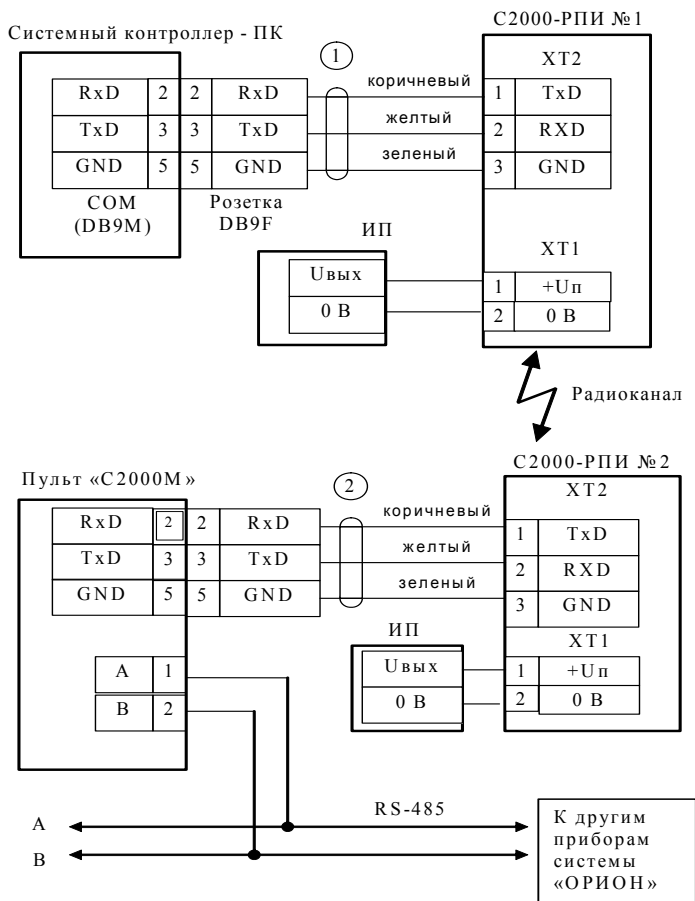 С2000-РПИ №1
Системный контроллер - ПК
1
XT2
коричневый
RxD 2 2 RxD
1 TxD
желтый
TxD 3 3 TxD
2 RXD
зеленый
GND 5 5 GND
3 GND
COM
(DB9M)
Розетка
DB9F
ИП
XT1
Uвых
1 +Uп
0 В
2 0 В
Радиоканал
С2000-РПИ №2
Пульт «С2000М»
2
XT2
коричневый
RxD 2 2 RxD
1 TxD
желтый
TxD 3 3 TxD
2 RXD
зеленый
GND 5 5 GND
3 GND
ИП
XT1
Uвых
1 +Uп
0 В
2 0 В
A 1
B 2
RS-485
A
B
К другим
приборам
системы
«ОРИОН»